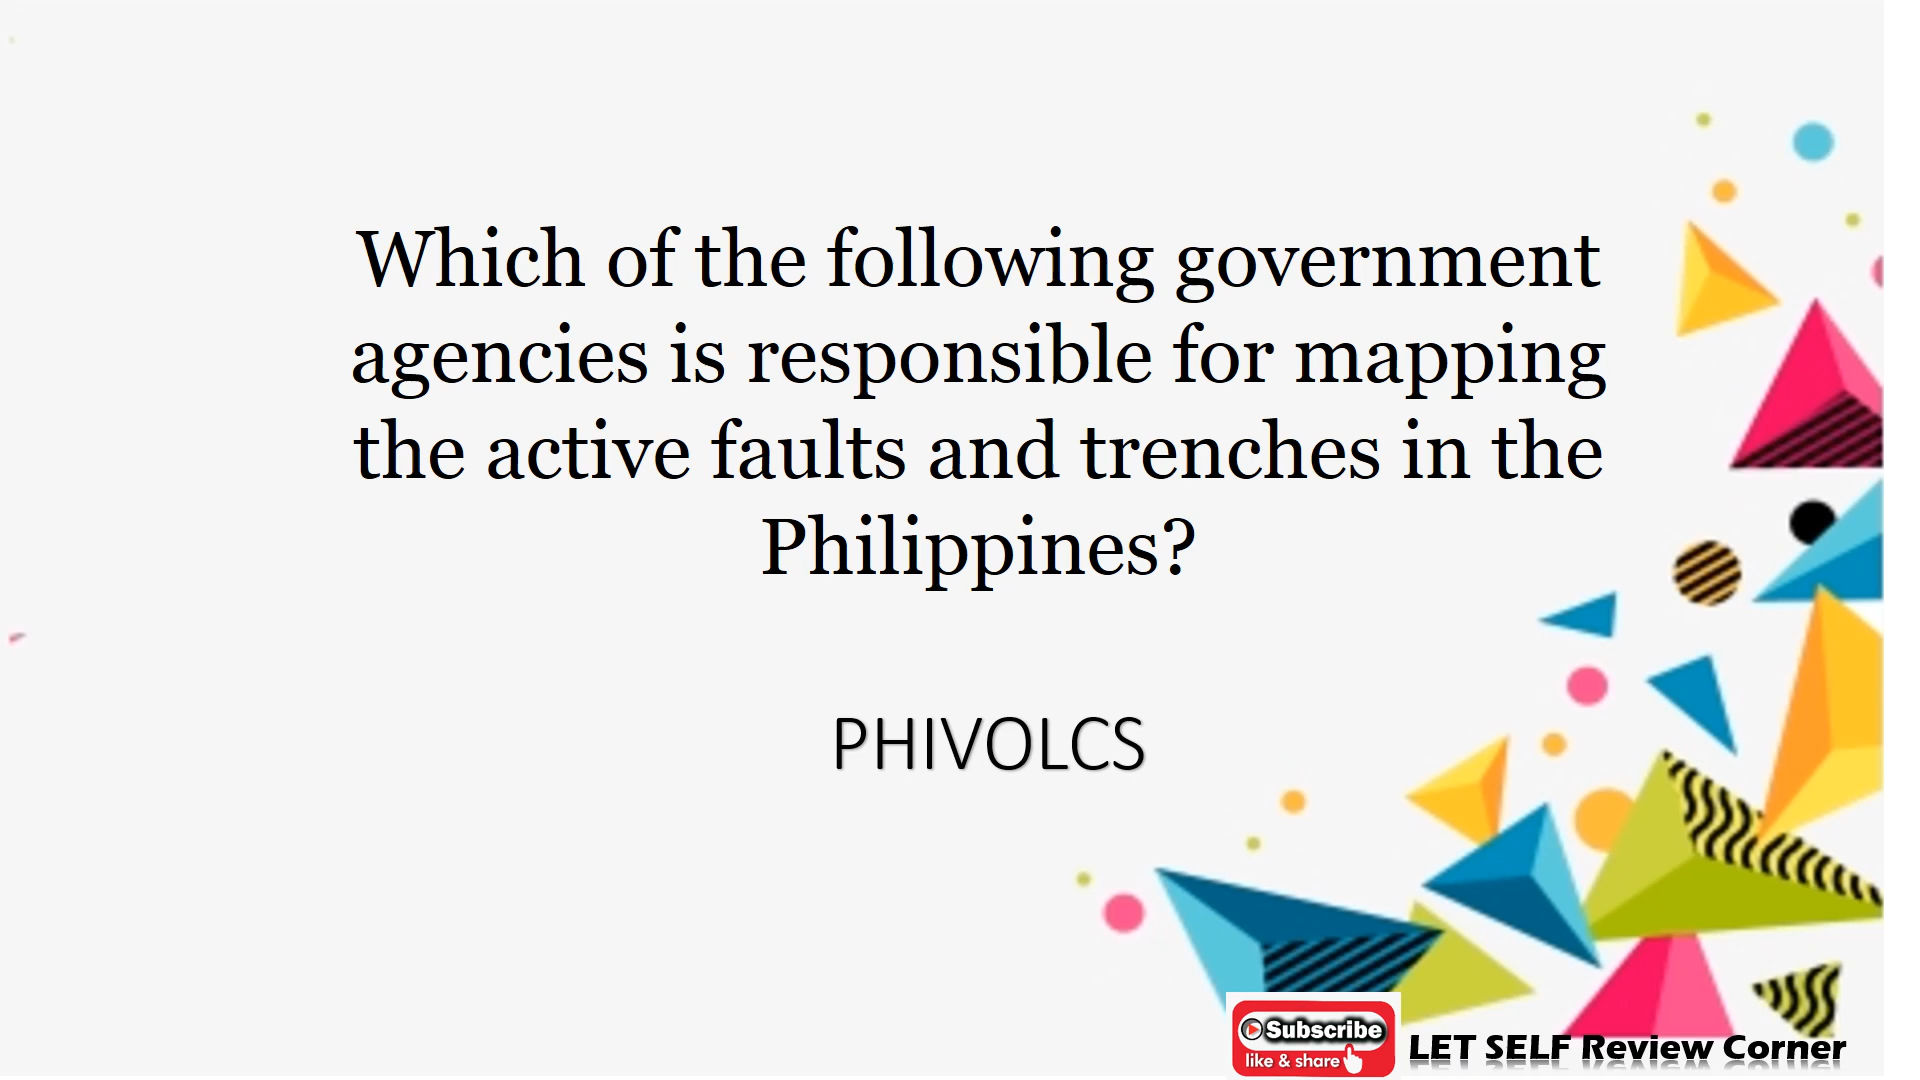 Which of the following government
agencies is responsible for mapping
the active faults and trenches in the
Philippines?
PHIVOLCS
Subscribe
like & share
LET SELF Review Corner